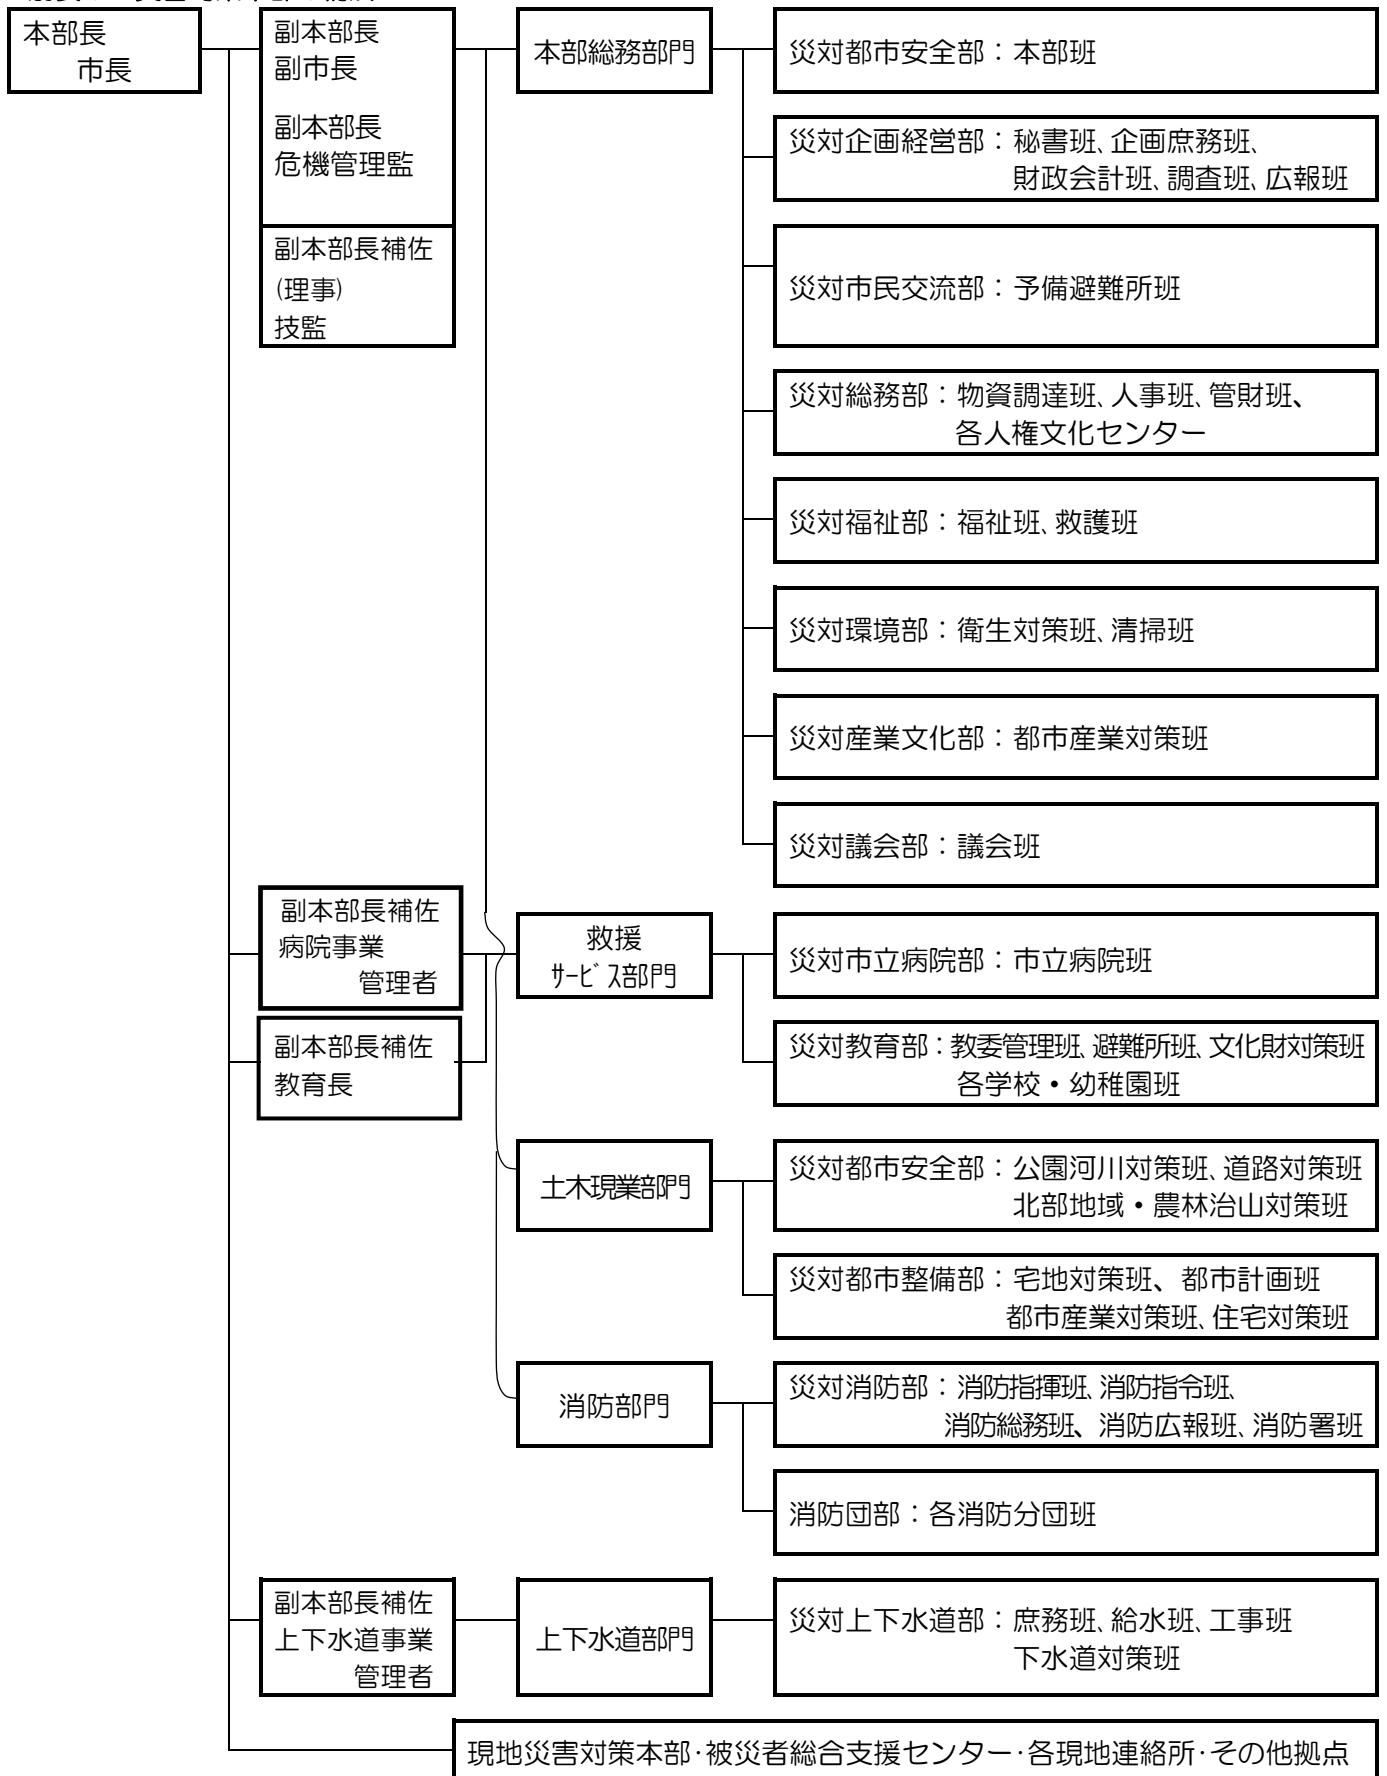 本部長
市長
副本部長
副市長
副本部長
危機管理監
副本部長補佐
(理事)
技監
本部総務部門
災対都市安全部：本部班
災対企画経営部：秘書班、企画庶務班、
財政会計班、調査班、広報班
災対市民交流部：予備避難所班
災対総務部：物資調達班、人事班、管財班、
各人権文化センター
災対福祉部：福祉班、救護班
災対環境部：衛生対策班、清掃班
災対産業文化部：都市産業対策班
災対議会部：議会班
副本部長補佐
病院事業
管理者
副本部長補佐
教育長
救援
ｻｰﾋﾞｽ部門
災対市立病院部：市立病院班
災対教育部：教委管理班、避難所班、文化財対策班
各学校・幼稚園班
土木現業部門
災対都市安全部：公園河川対策班、道路対策班
北部地域・農林治山対策班
災対都市整備部：宅地対策班、都市計画班
都市産業対策班、住宅対策班
消防部門
災対消防部：消防指揮班、消防指令班、
消防総務班、消防広報班、消防署班
消防団部：各消防分団班
副本部長補佐
上下水道事業
管理者
上下水道部門
災対上下水道部：庶務班、給水班、工事班
下水道対策班
現地災害対策本部･被災者総合支援センター･各現地連絡所･その他拠点